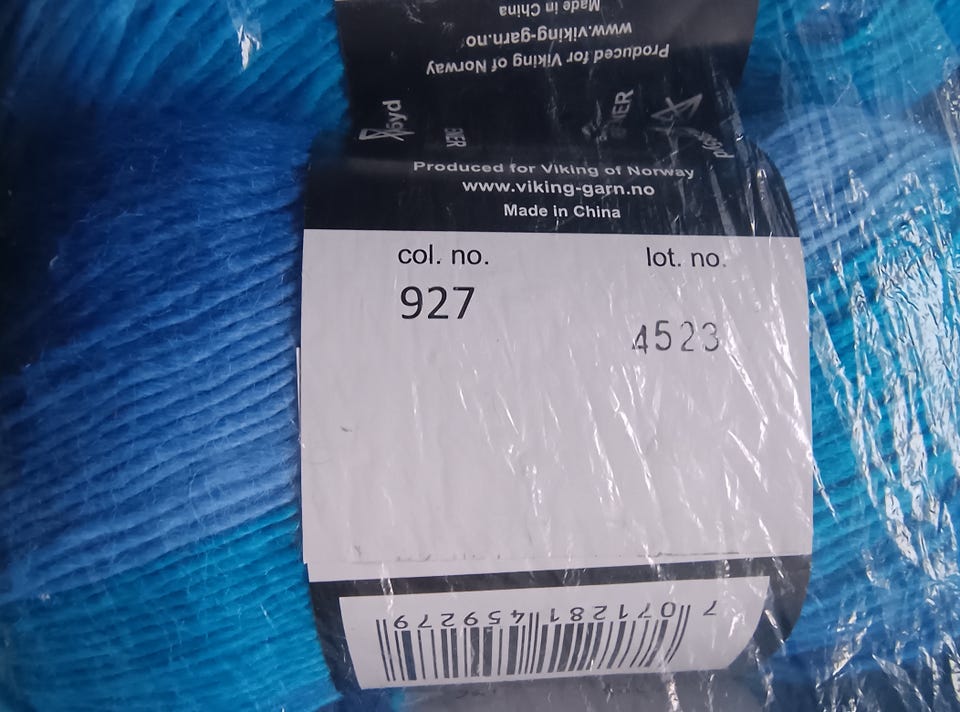 Made in China
www.viking-garn.no
Produced for Viking of Norway
Produced for Viking of Norway
www.viking-garn.no
Made in China
col. no. lot. no.
927
4523
7 071281 459279